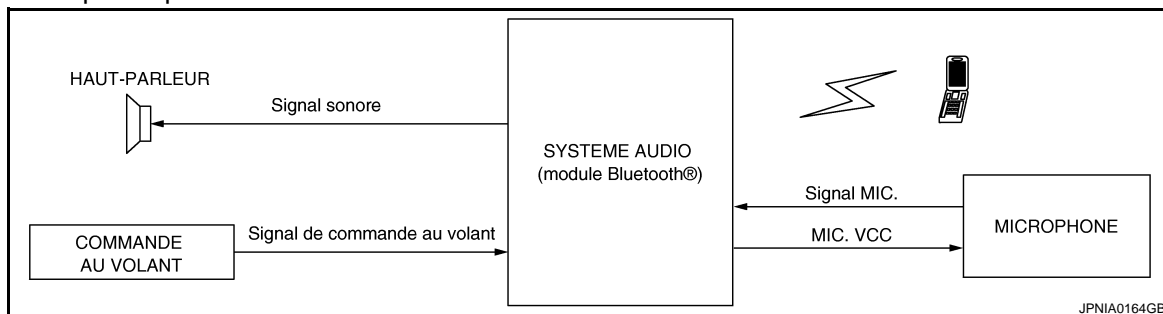 HAUT-PARLEUR
Signal sonore
SYSTEME AUDIO
(module Bluetooth®)
Signal MIC.
MICROPHONE
MIC. VCC
COMMANDE
AU VOLANT
Signal de commande au volant
JPNIA0164GB